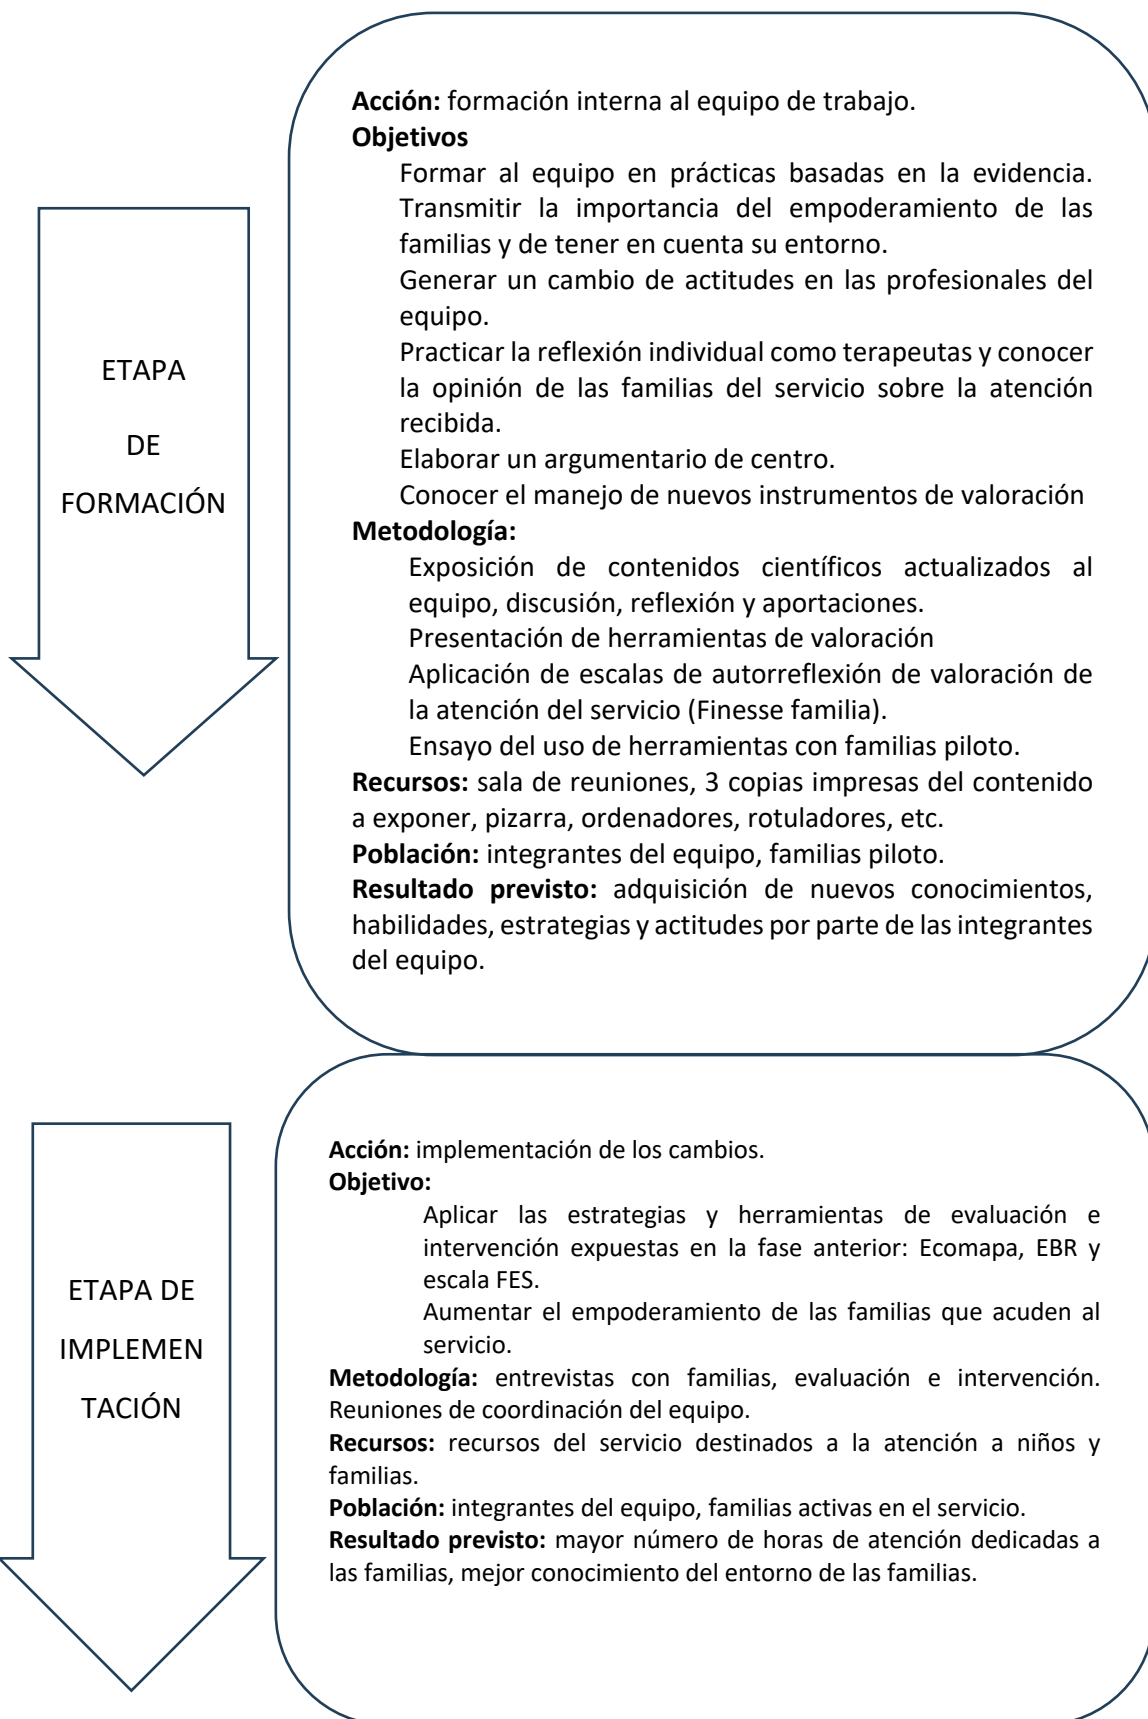 Acción: formación interna al equipo de trabajo.
Objetivos
Formar al equipo en prácticas basadas en la evidencia.
Transmitir la importancia del empoderamiento de las
familias y de tener en cuenta su entorno.
Generar un cambio de actitudes en las profesionales del
equipo.
Practicar la reflexión individual como terapeutas y conocer
la opinión de las familias del servicio sobre la atención
recibida.
Elaborar un argumentario de centro.
Conocer el manejo de nuevos instrumentos de valoración
Metodología:
Exposición de contenidos científicos actualizados al
equipo, discusión, reflexión y aportaciones.
Presentación de herramientas de valoración
Aplicación de escalas de autorreflexión de valoración de
la atención del servicio (Finesse familia).
Ensayo del uso de herramientas con familias piloto.
Recursos: sala de reuniones, 3 copias impresas del contenido
a exponer, pizarra, ordenadores, rotuladores, etc.
Población: integrantes del equipo, familias piloto.
Resultado previsto: adquisición de nuevos conocimientos,
habilidades, estrategias y actitudes por parte de las integrantes
del equipo.
ETAPA
DE
FORMACIÓN
Acción: implementación de los cambios.
Objetivo:
Aplicar las estrategias y herramientas de evaluación e
intervención expuestas en la fase anterior: Ecomapa, EBR y
escala FES.
Aumentar el empoderamiento de las familias que acuden al
servicio.
Metodología: entrevistas con familias, evaluación e intervención.
Reuniones de coordinación del equipo.
Recursos: recursos del servicio destinados a la atención a niños y
familias.
Población: integrantes del equipo, familias activas en el servicio.
Resultado previsto: mayor número de horas de atención dedicadas a
las familias, mejor conocimiento del entorno de las familias.
ETAPA DE
IMPLEMEN
TACIÓN